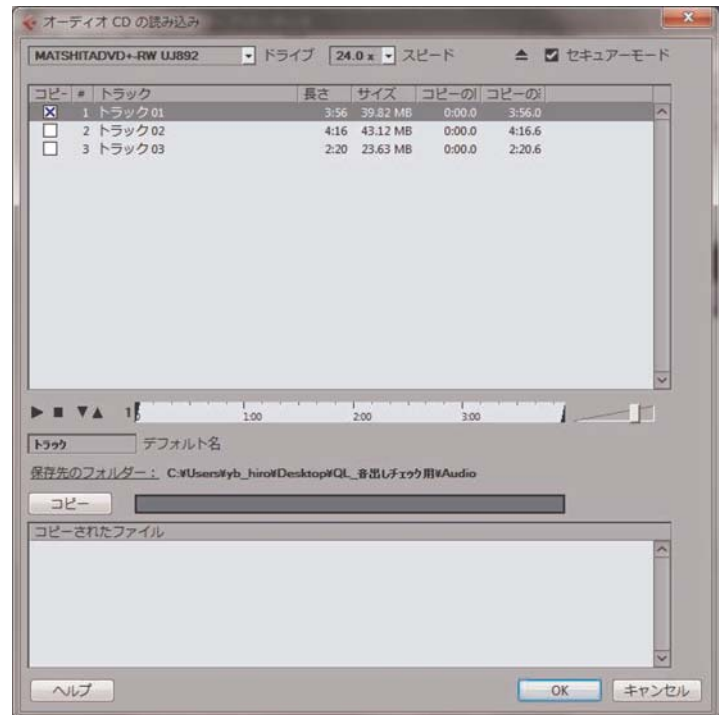 オーディオ CD の読み込み
MATSHITADVD+-RW UJ892 ドライブ 24.0 x スピード セキュアーモード
コピー # トラック 長さ サイズ コピーの コピーの
1 トラック 01 3:56 39.82 MB 0:00.0 3:56.0
2 トラック 02 4:16 43.12 MB 0:00.0 4:16.6
3 トラック 03 2:20 23.63 MB 0:00.0 2:20.6
1 1:00 2:00 3:00
トラック デフォルト名
保存先のフォルダー： C:¥Users¥yb_hiro¥Desktop¥QL_音出しチェック用¥Audio
コピー
コピーされたファイル
ヘルプ OK キャンセル